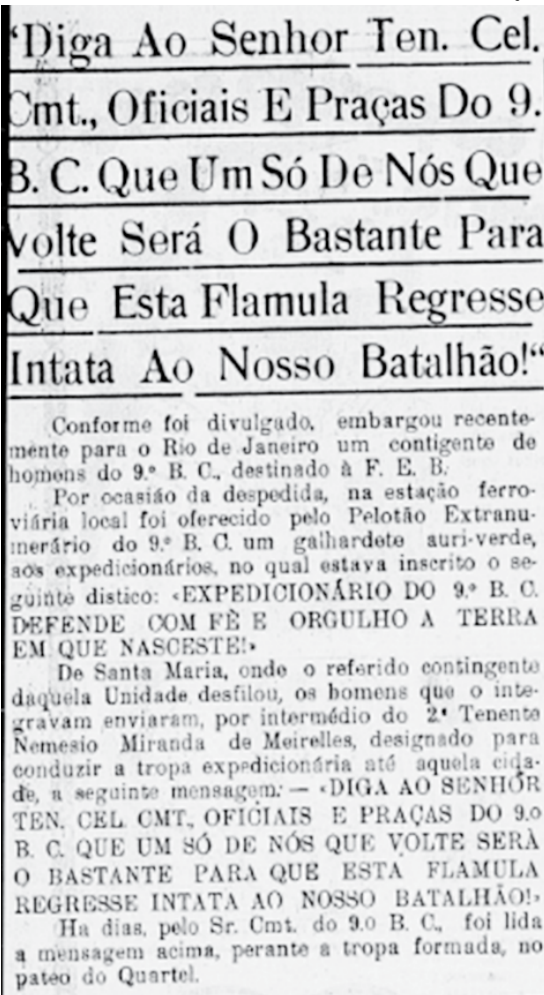 "Diga Ao Senhor Ten. Cel.
Cmt., Oficiais E Praças Do 9.
B. C. Que Um Só De Nós Que
Volte Será O Bastante Para
Que Esta Flamula Regresse
Intata Ao Nosso Batalhão!"
Conforme foi divulgado, embargou recente-
mente para o Rio de Janeiro um contigente de
homens do 9.º B. C., destinado à F. E. B.
Por ocasião da despedida, na estação ferro-
viária local foi oferecido pelo Pelotão Extranu-
merário do 9.º B. C. um galhardete auri-verde,
aos expedicionários, no qual estava inscrito o se-
guinte distico: «EXPEDICIONÁRIO DO 9.º B. C.
DEFENDE COM FÈ E ORGULHO A TERRA
EM QUE NASCESTE!»
De Santa Maria, onde o referido contingente
daquela Unidade desfilou, os homens que o inte-
gravam enviaram, por intermédio do 2.º Tenente
Nemesio Miranda de Meirelles, designado para
conduzir a tropa expedicionária até aquela cida-
de, a seguinte mensagem: — «DIGA AO SENHOR
TEN. CEL. CMT., OFICIAIS E PRAÇAS DO 9.o
B. C. QUE UM SÓ DE NÓS QUE VOLTE SERÀ
O BASTANTE PARA QUE ESTA FLAMULA
REGRESSE INTATA AO NOSSO BATALHÃO!»
Ha dias, pelo Sr. Cmt. do 9.o B. C., foi lida
a mensagem acima, perante a tropa formada, no
pateo do Quartel.